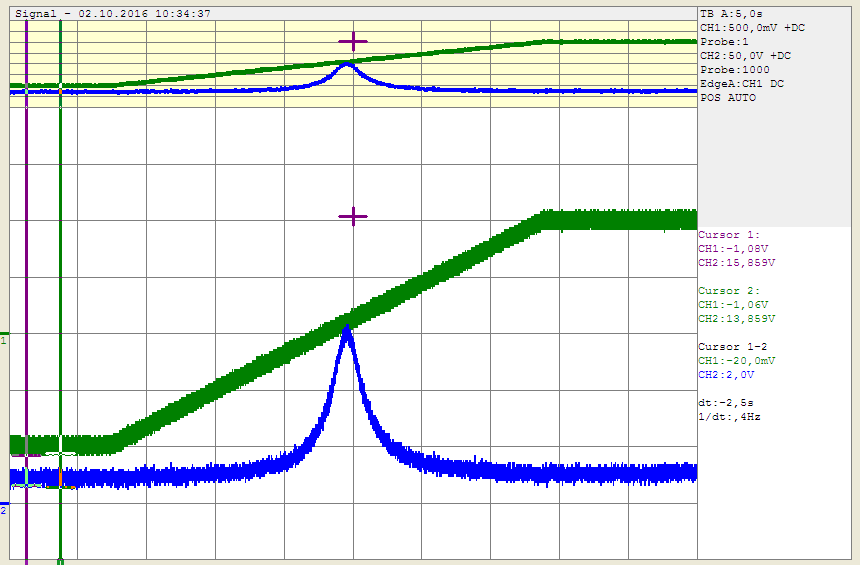 Signal - 02.10.2016 10:34:37
TB A:5,0s
CH1:500,0mV +DC
Probe:1
CH2:50,0V +DC
Probe:1000
EdgeA:CH1 DC
POS AUTO
Cursor 1:
CH1:-1,08V
CH2:15,859V
Cursor 2:
CH1:-1,06V
CH2:13,859V
Cursor 1-2
CH1:-20,0mV
CH2:2,0V
dt:-2,5s
1/dt:,4Hz
1
2